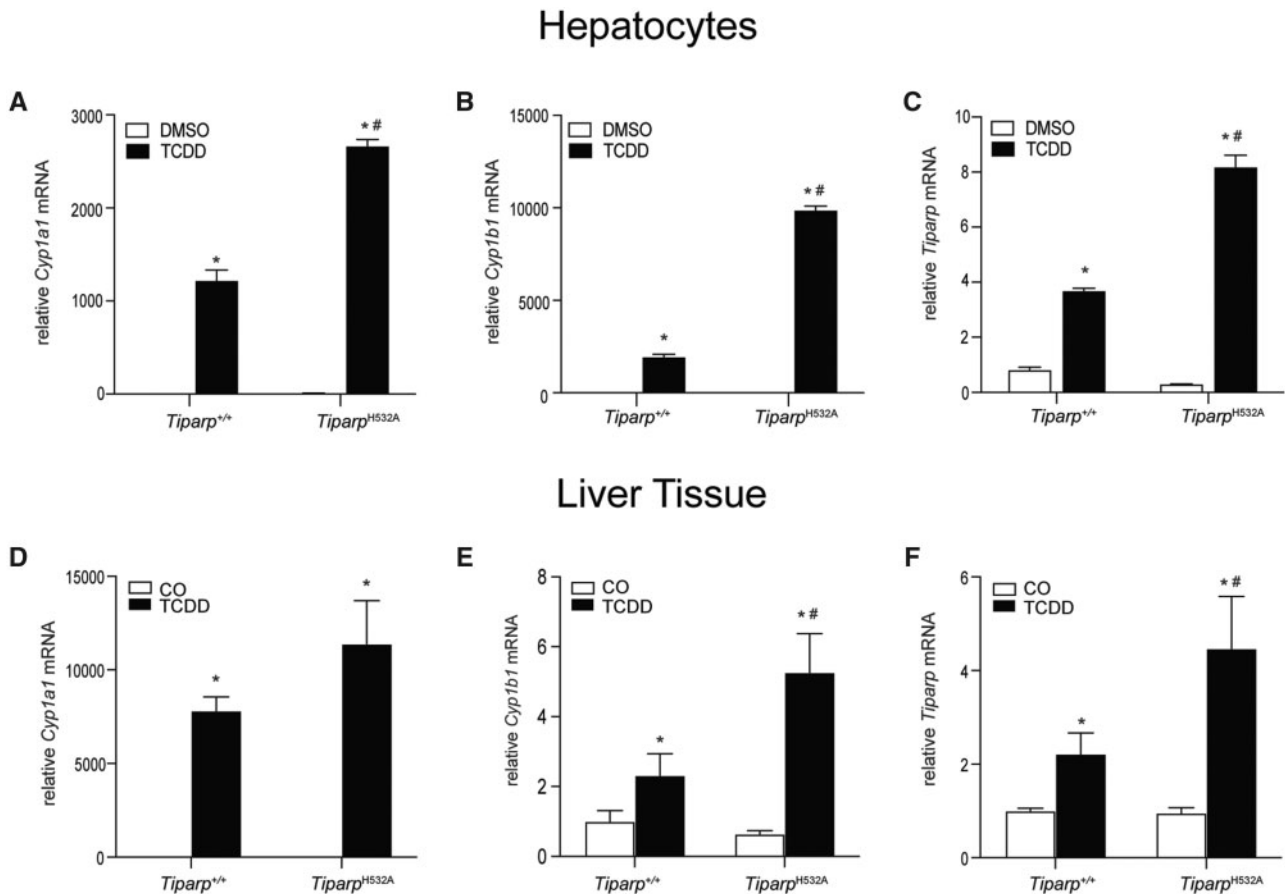 Hepatocytes
A
relative Cyp1a1 mRNA
3000
2000
1000
0
DMSO
TCDD
*
* #
Tiparp+/+
TiparpH532A
B
relative Cyp1b1 mRNA
15000
10000
5000
0
DMSO
TCDD
*
* #
Tiparp+/+
TiparpH532A
C
relative Tiparp mRNA
10
8
6
4
2
0
DMSO
TCDD
*
* #
Tiparp+/+
TiparpH532A
Liver Tissue
D
relative Cyp1a1 mRNA
15000
10000
5000
0
CO
TCDD
*
*
Tiparp+/+
TiparpH532A
E
relative Cyp1b1 mRNA
8
6
4
2
0
CO
TCDD
*
* #
Tiparp+/+
TiparpH532A
F
relative Tiparp mRNA
6
4
2
0
CO
TCDD
*
* #
Tiparp+/+
TiparpH532A